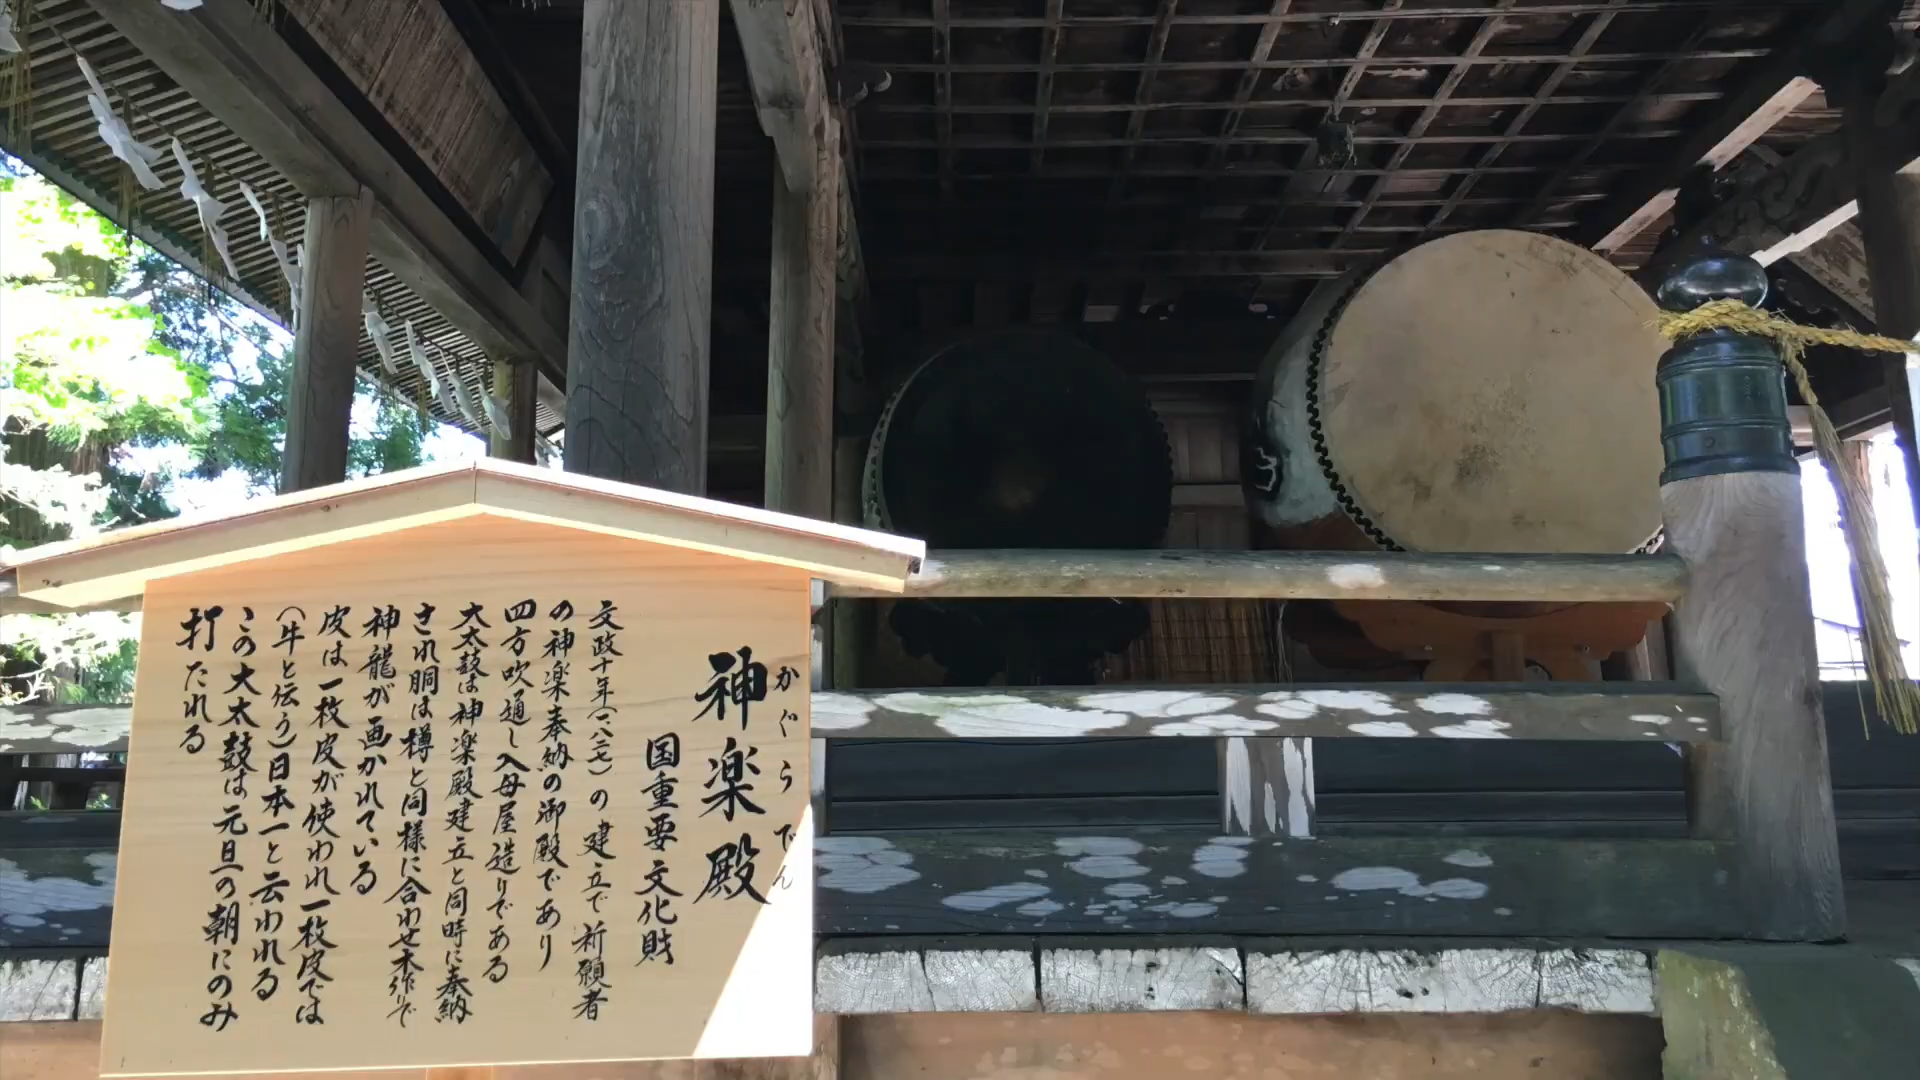 神楽殿
かぐらでん
国重要文化財
文政十年(一八二七)の建立で祈願者
の神楽奉納の御殿であり
四方吹通し入母屋造りである
大太鼓は神楽殿建立と同時に奉納
され胴は樽と同様に合わせ木作りで
神龍が画かれている
皮は一枚皮が使われ一枚皮では
(牛と伝う)日本一と云われる
この大太鼓は元旦の朝にのみ
打たれる